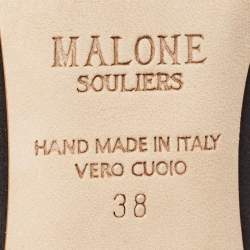 MALONE
SOULIERS
HAND MADE IN ITALY
VERO CUOIO
38